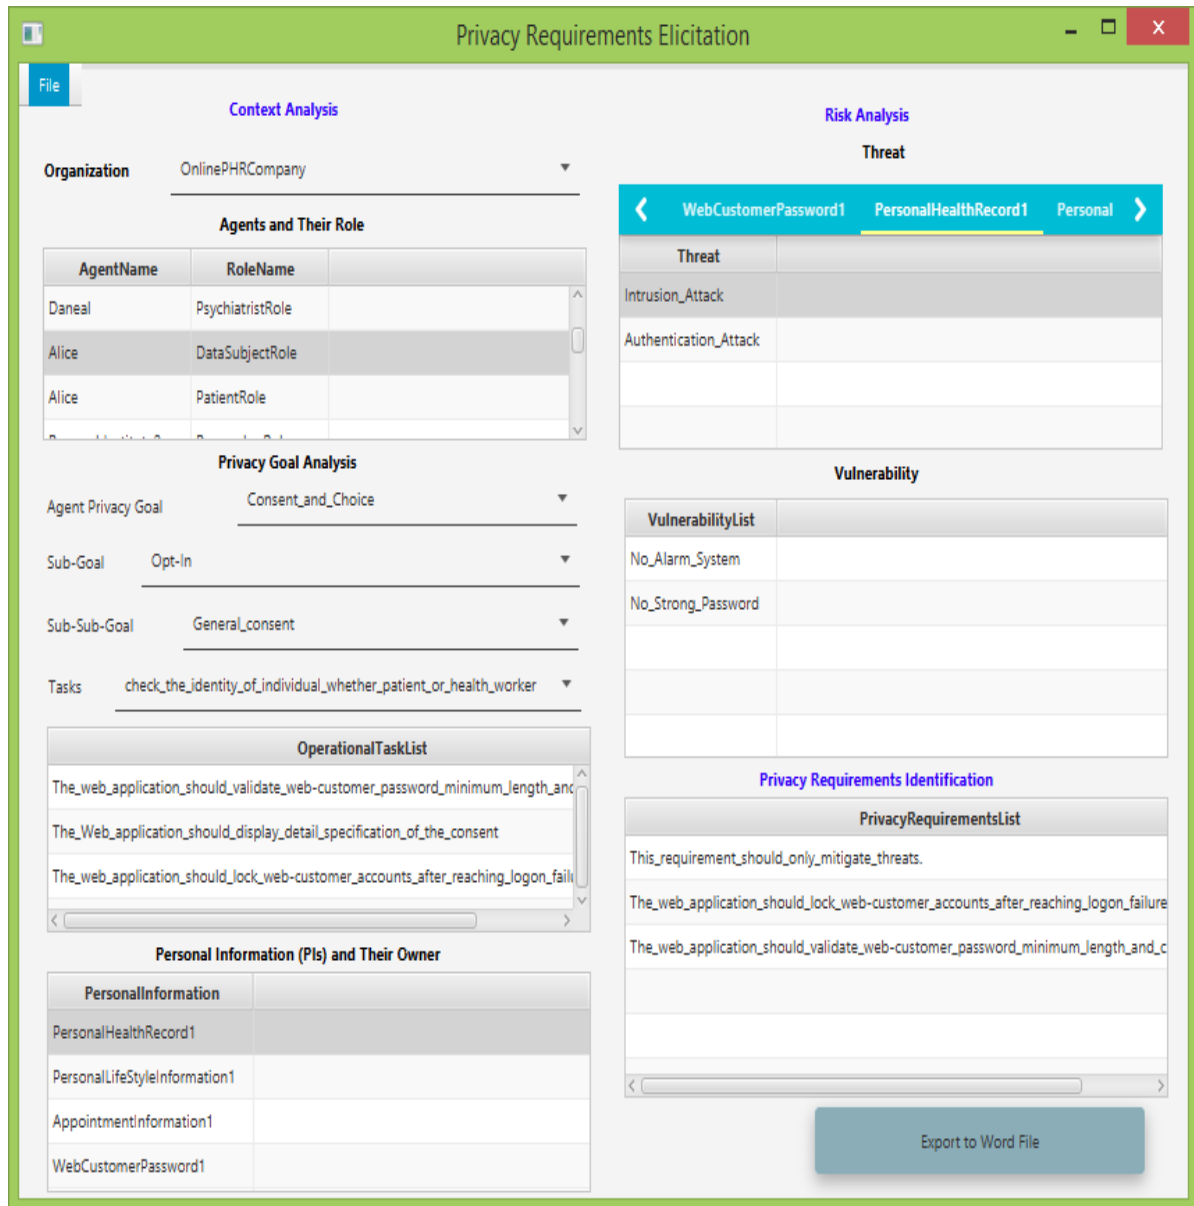 Privacy Requirements Elicitation
File
Context Analysis
Organization OnlinePHRCompany
Agents and Their Role
AgentName RoleName
Daneal PsychiatristRole
Alice DataSubjectRole
Alice PatientRole
Privacy Goal Analysis
Agent Privacy Goal Consent_and_Choice
Sub-Goal Opt-In
Sub-Sub-Goal General_consent
Tasks check_the_identity_of_individual_whether_patient_or_health_worker
OperationalTaskList
The_web_application_should_validate_web-customer_password_minimum_length_and
The_Web_application_should_display_detail_specification_of_the_consent
The_web_application_should_lock_web-customer_accounts_after_reaching_logon_failu
Personal Information (PIs) and Their Owner
PersonalInformation
PersonalHealthRecord1
PersonalLifeStyleInformation1
AppointmentInformation1
WebCustomerPassword1
Risk Analysis
Threat
WebCustomerPassword1 PersonalHealthRecord1 Personal
Threat
Intrusion_Attack
Authentication_Attack
Vulnerability
VulnerabilityList
No_Alarm_System
No_Strong_Password
Privacy Requirements Identification
PrivacyRequirementsList
This_requirement_should_only_mitigate_threats.
The_web_application_should_lock_web-customer_accounts_after_reaching_logon_failure
The_web_application_should_validate_web-customer_password_minimum_length_and_c
Export to Word File